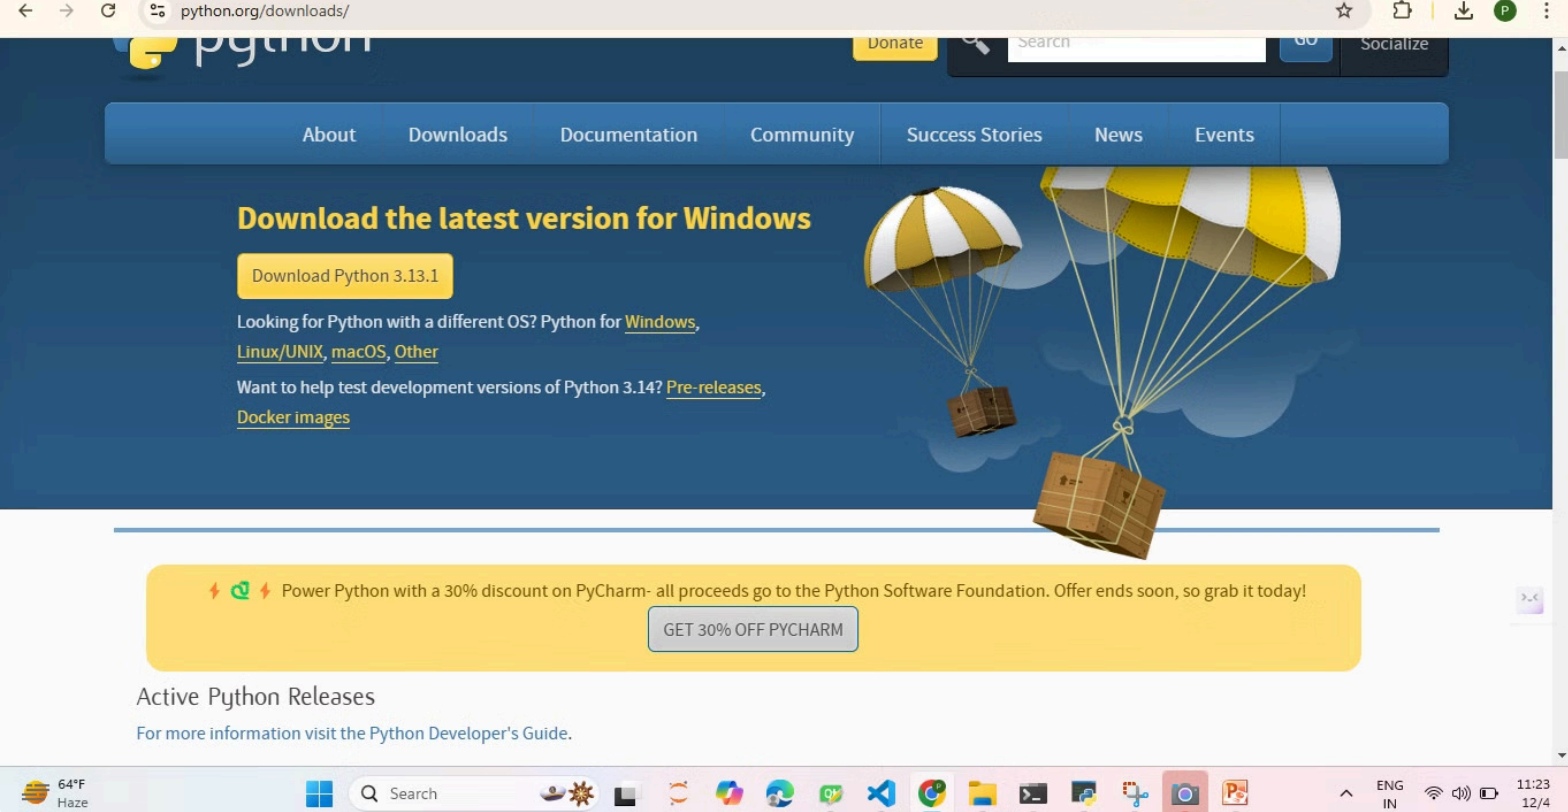 python.org/downloads/
P
python
Donate
Search
GO
Socialize
About Downloads Documentation Community Success Stories News Events
Download the latest version for Windows
Download Python 3.13.1
Looking for Python with a different OS? Python for Windows,
Linux/UNIX, macOS, Other
Want to help test development versions of Python 3.14? Pre-releases,
Docker images
Power Python with a 30% discount on PyCharm- all proceeds go to the Python Software Foundation. Offer ends soon, so grab it today!
GET 30% OFF PYCHARM
Active Python Releases
For more information visit the Python Developer's Guide.
64°F
Haze
Search
ENG
IN
11:23
12/4